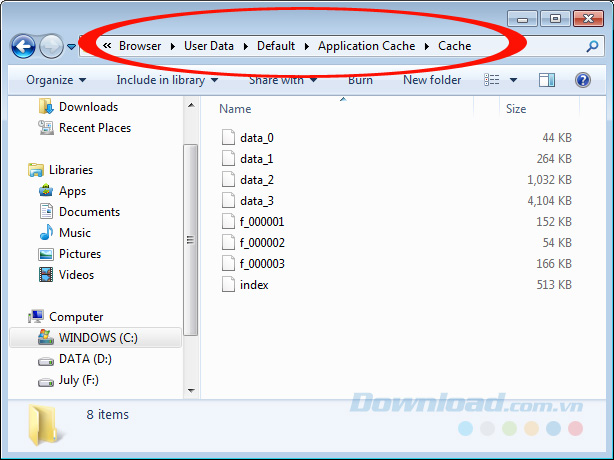 « Browser ▸ User Data ▸ Default ▸ Application Cache ▸ Cache
Organize Include in library Share with Burn New folder
Downloads
Recent Places
Libraries
Apps
Documents
Music
Pictures
Videos
Computer
WINDOWS (C:)
DATA (D:)
July (F:)
Name Size
data_0 44 KB
data_1 264 KB
data_2 1,032 KB
data_3 4,104 KB
f_000001 152 KB
f_000002 54 KB
f_000003 166 KB
index 513 KB
8 items
Download.com.vn